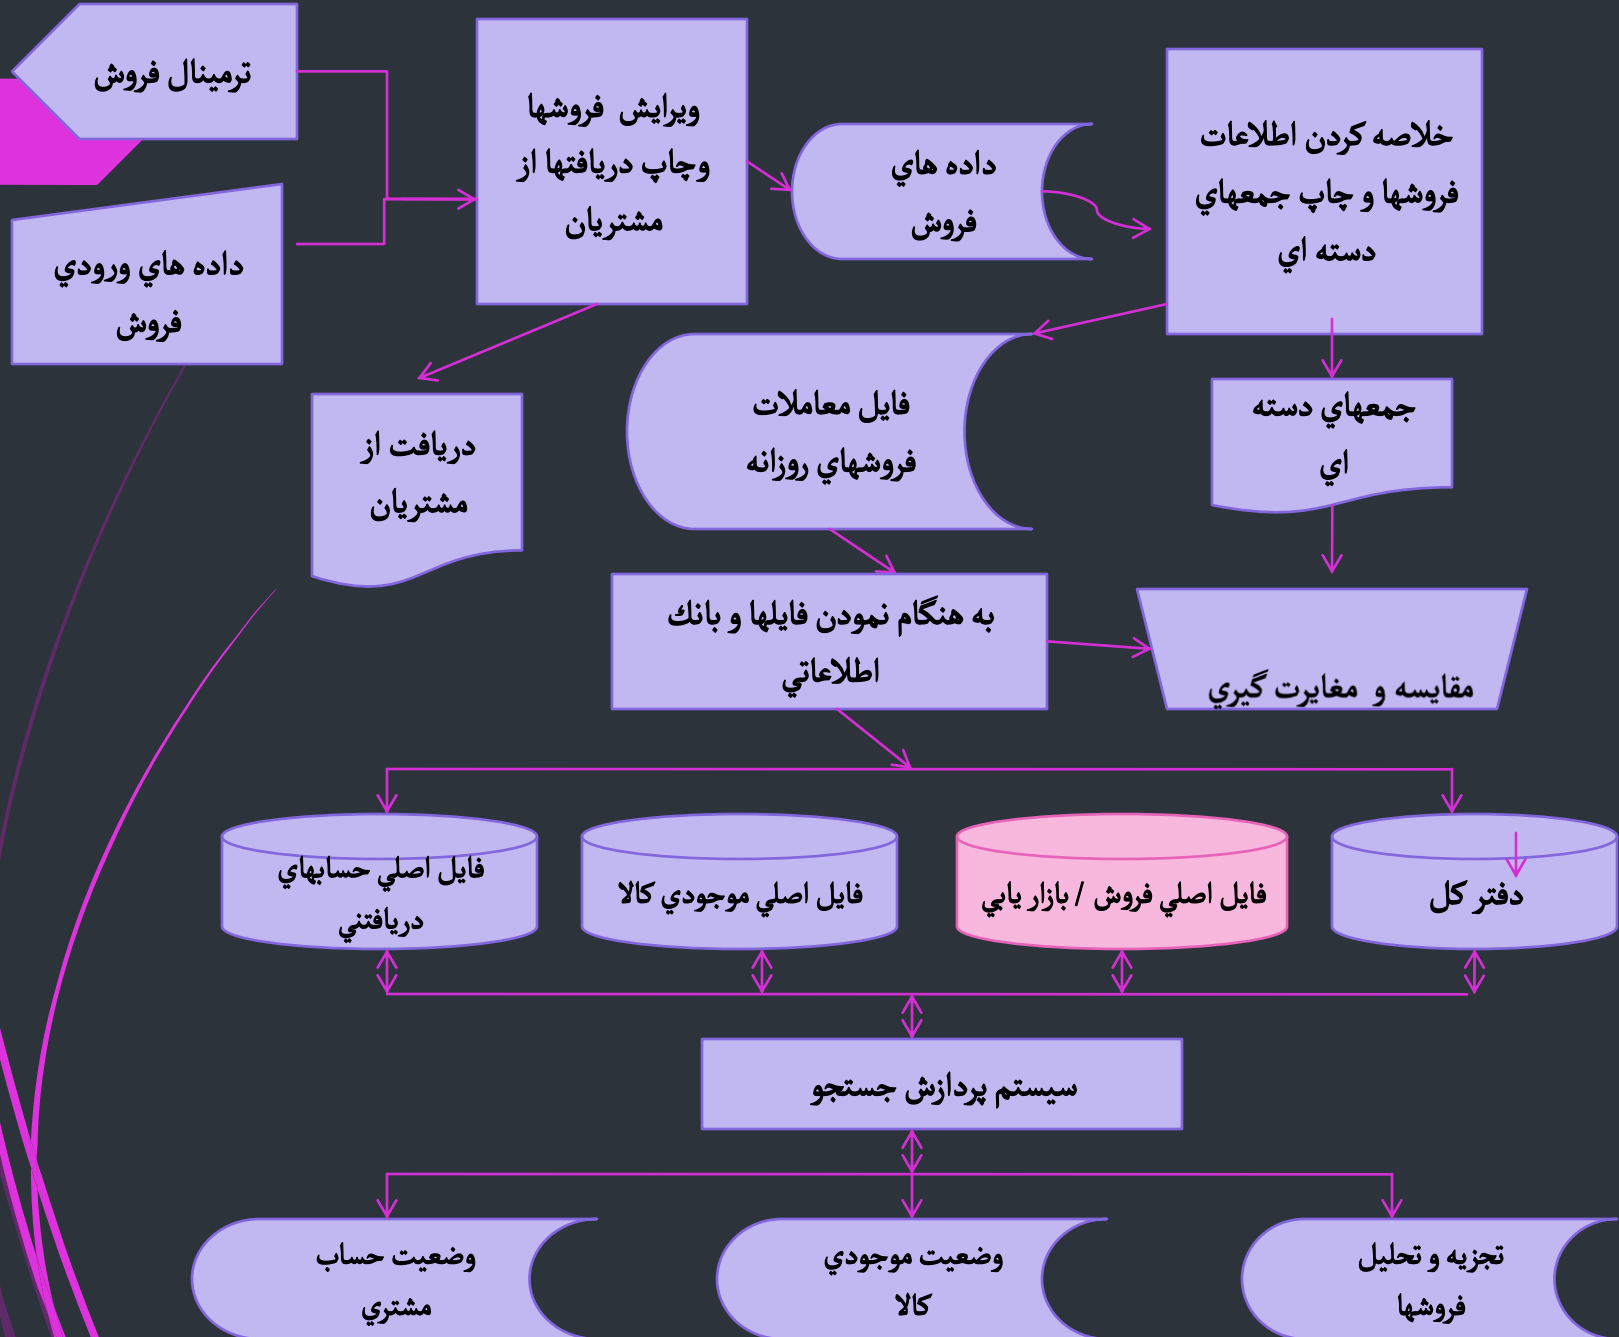 ترمينال فروش
ويرايش فروشها
وچاپ دريافتها از
مشتريان
داده هاي
فروش
خلاصه كردن اطلاعات
فروشها و چاپ جمعهاي
دسته اي
داده هاي ورودي
فروش
دريافت از
مشتريان
فايل معاملات
فروشهاي روزانه
جمعهاي دسته
اي
به هنگام نمودن فايلها و بانك
اطلاعاتي
مقايسه و مغايرت گيري
فايل اصلي حسابهاي
دريافتني
فايل اصلي موجودي كالا
فايل اصلي فروش / بازار يابي
دفتر كل
سيستم پردازش جستجو
وضعيت حساب
مشتري
وضعيت موجودي
كالا
تجزيه و تحليل
فروشها